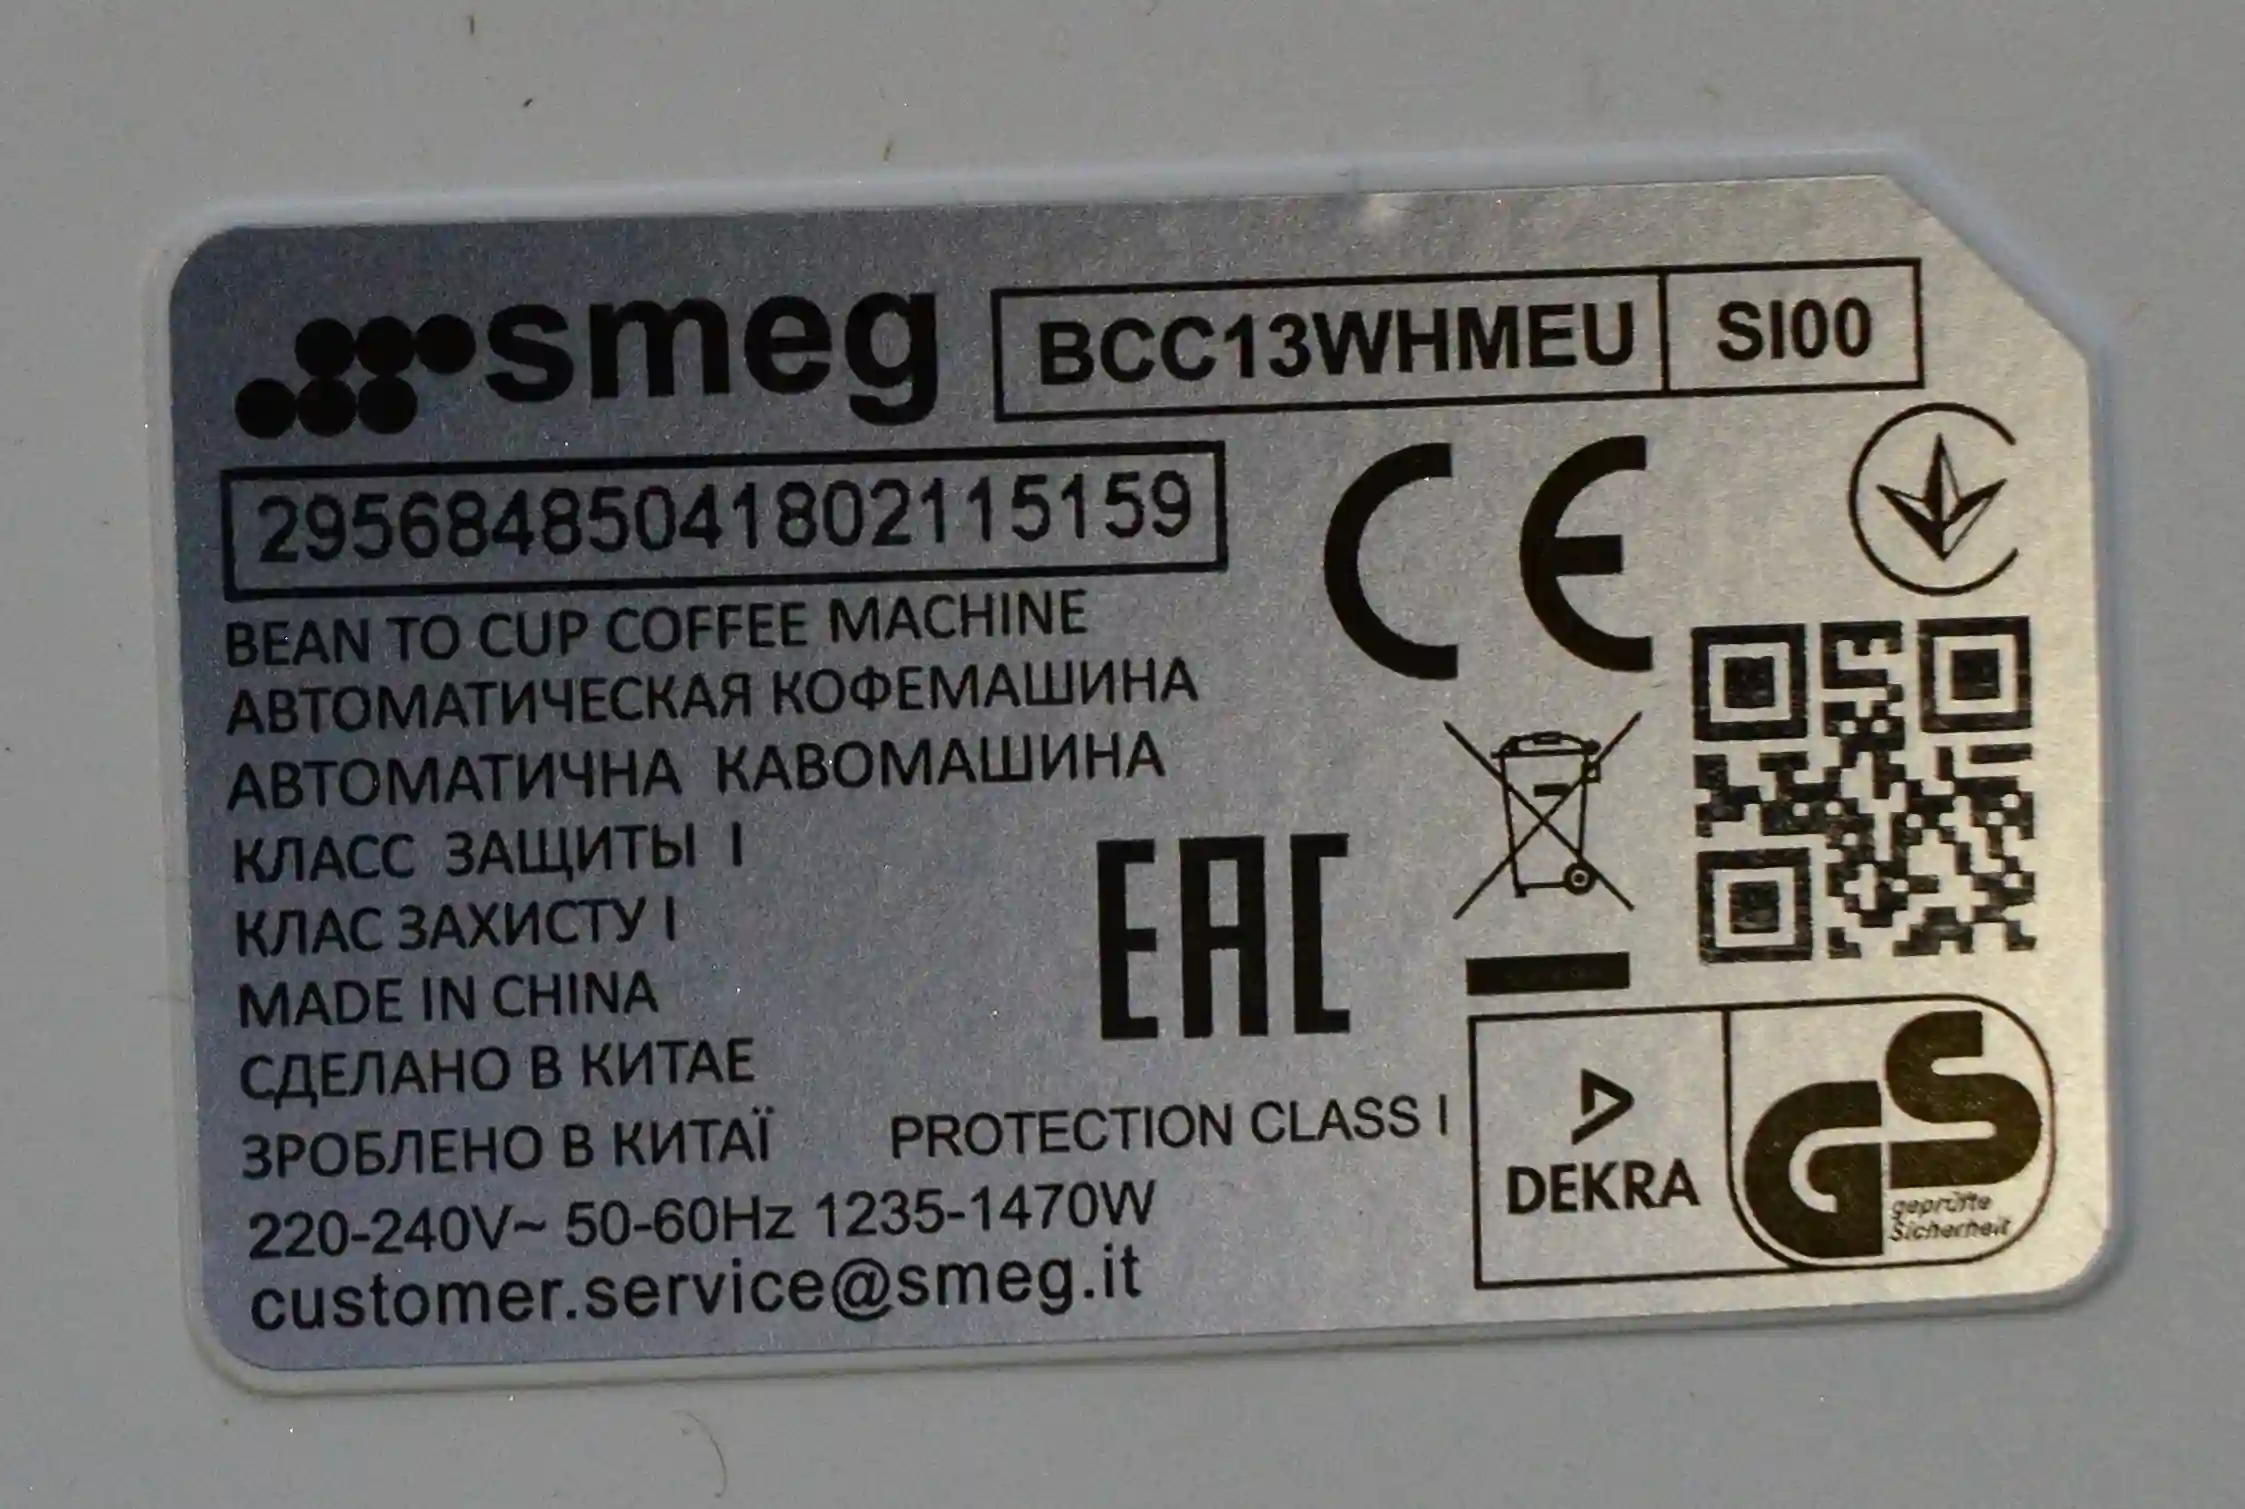 smeg BCC13WHMEU SI00
29568485041802115159
BEAN TO CUP COFFEE MACHINE
АВТОМАТИЧЕСКАЯ КОФЕМАШИНА
АВТОМАТИЧНА КАВОМАШИНА
КЛАСС ЗАЩИТЫ I
КЛАС ЗАХИСТУ I
MADE IN CHINA
СДЕЛАНО В КИТАЕ
ЗРОБЛЕНО В КИТАЇ
PROTECTION CLASS I
220-240V~ 50-60Hz 1235-1470W
customer.service@smeg.it
CE
EAC
DEKRA
GS
geprüfte
Sicherheit